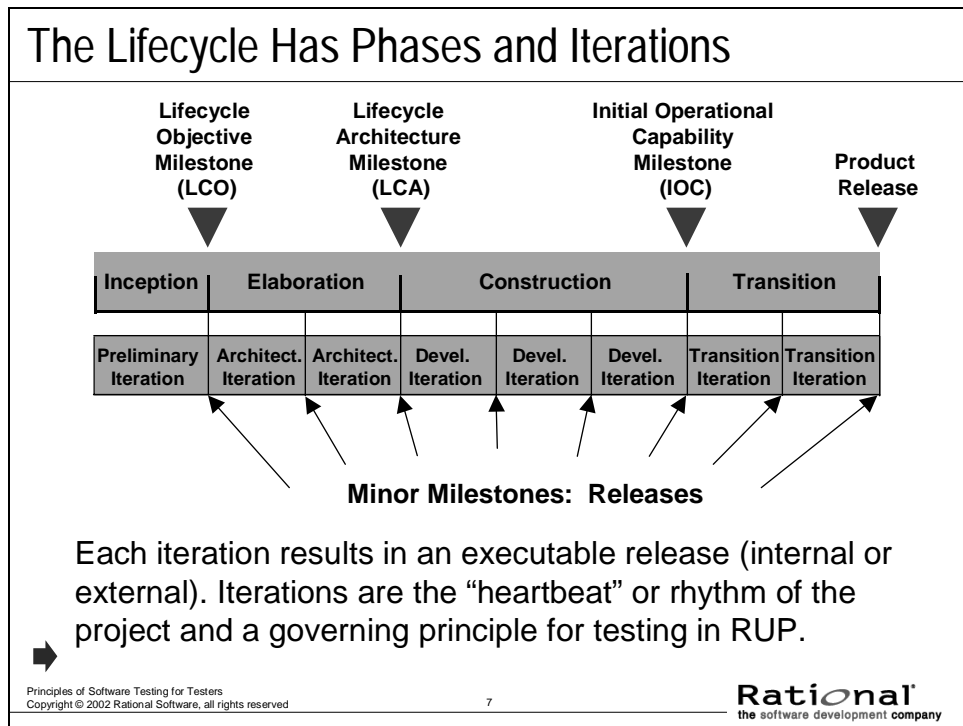 The Lifecycle Has Phases and Iterations
Lifecycle
Objective
Milestone
(LCO)
Lifecycle
Architecture
Milestone
(LCA)
Initial Operational
Capability
Milestone
(IOC)
Product
Release
Inception
Elaboration
Construction
Transition
Preliminary
Iteration
Architect.
Iteration
Architect.
Iteration
Devel.
Iteration
Devel.
Iteration
Devel.
Iteration
Transition
Iteration
Transition
Iteration
Minor Milestones: Releases
Each iteration results in an executable release (internal or
external). Iterations are the “heartbeat” or rhythm of the
project and a governing principle for testing in RUP.
Principles of Software Testing for Testers
Copyright © 2002 Rational Software, all rights reserved
7
Rational
the software development company